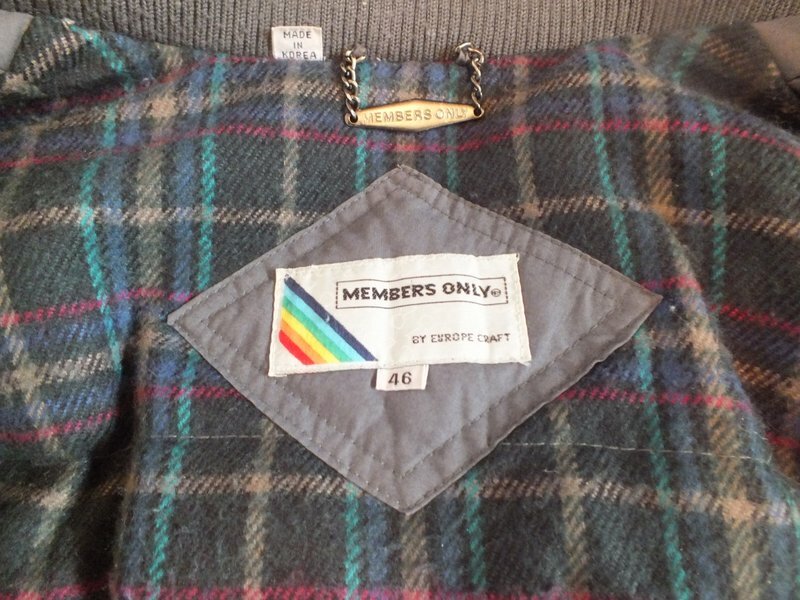 MADE
IN
KOREA
MEMBERS ONLY
MEMBERS ONLY®
BY EUROPE CRAFT
46